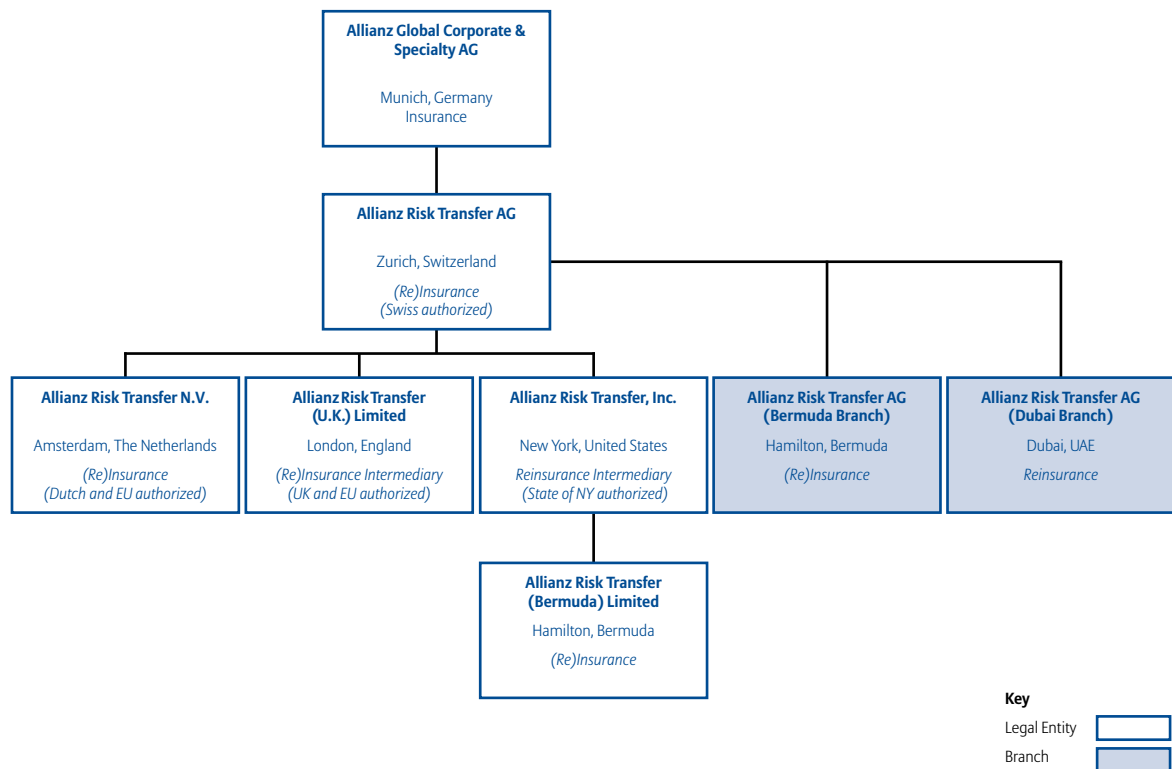 Allianz Global Corporate &
Specialty AG
Munich, Germany
Insurance
Allianz Risk Transfer AG
Zurich, Switzerland
(Re)Insurance
(Swiss authorized)
Allianz Risk Transfer N.V.
Amsterdam, The Netherlands
(Re)Insurance
(Dutch and EU authorized)
Allianz Risk Transfer
(U.K.) Limited
London, England
(Re)Insurance Intermediary
(UK and EU authorized)
Allianz Risk Transfer, Inc.
New York, United States
Reinsurance Intermediary
(State of NY authorized)
Allianz Risk Transfer AG
(Bermuda Branch)
Hamilton, Bermuda
(Re)Insurance
Allianz Risk Transfer AG
(Dubai Branch)
Dubai, UAE
Reinsurance
Allianz Risk Transfer
(Bermuda) Limited
Hamilton, Bermuda
(Re)Insurance
Key
Legal Entity
Branch